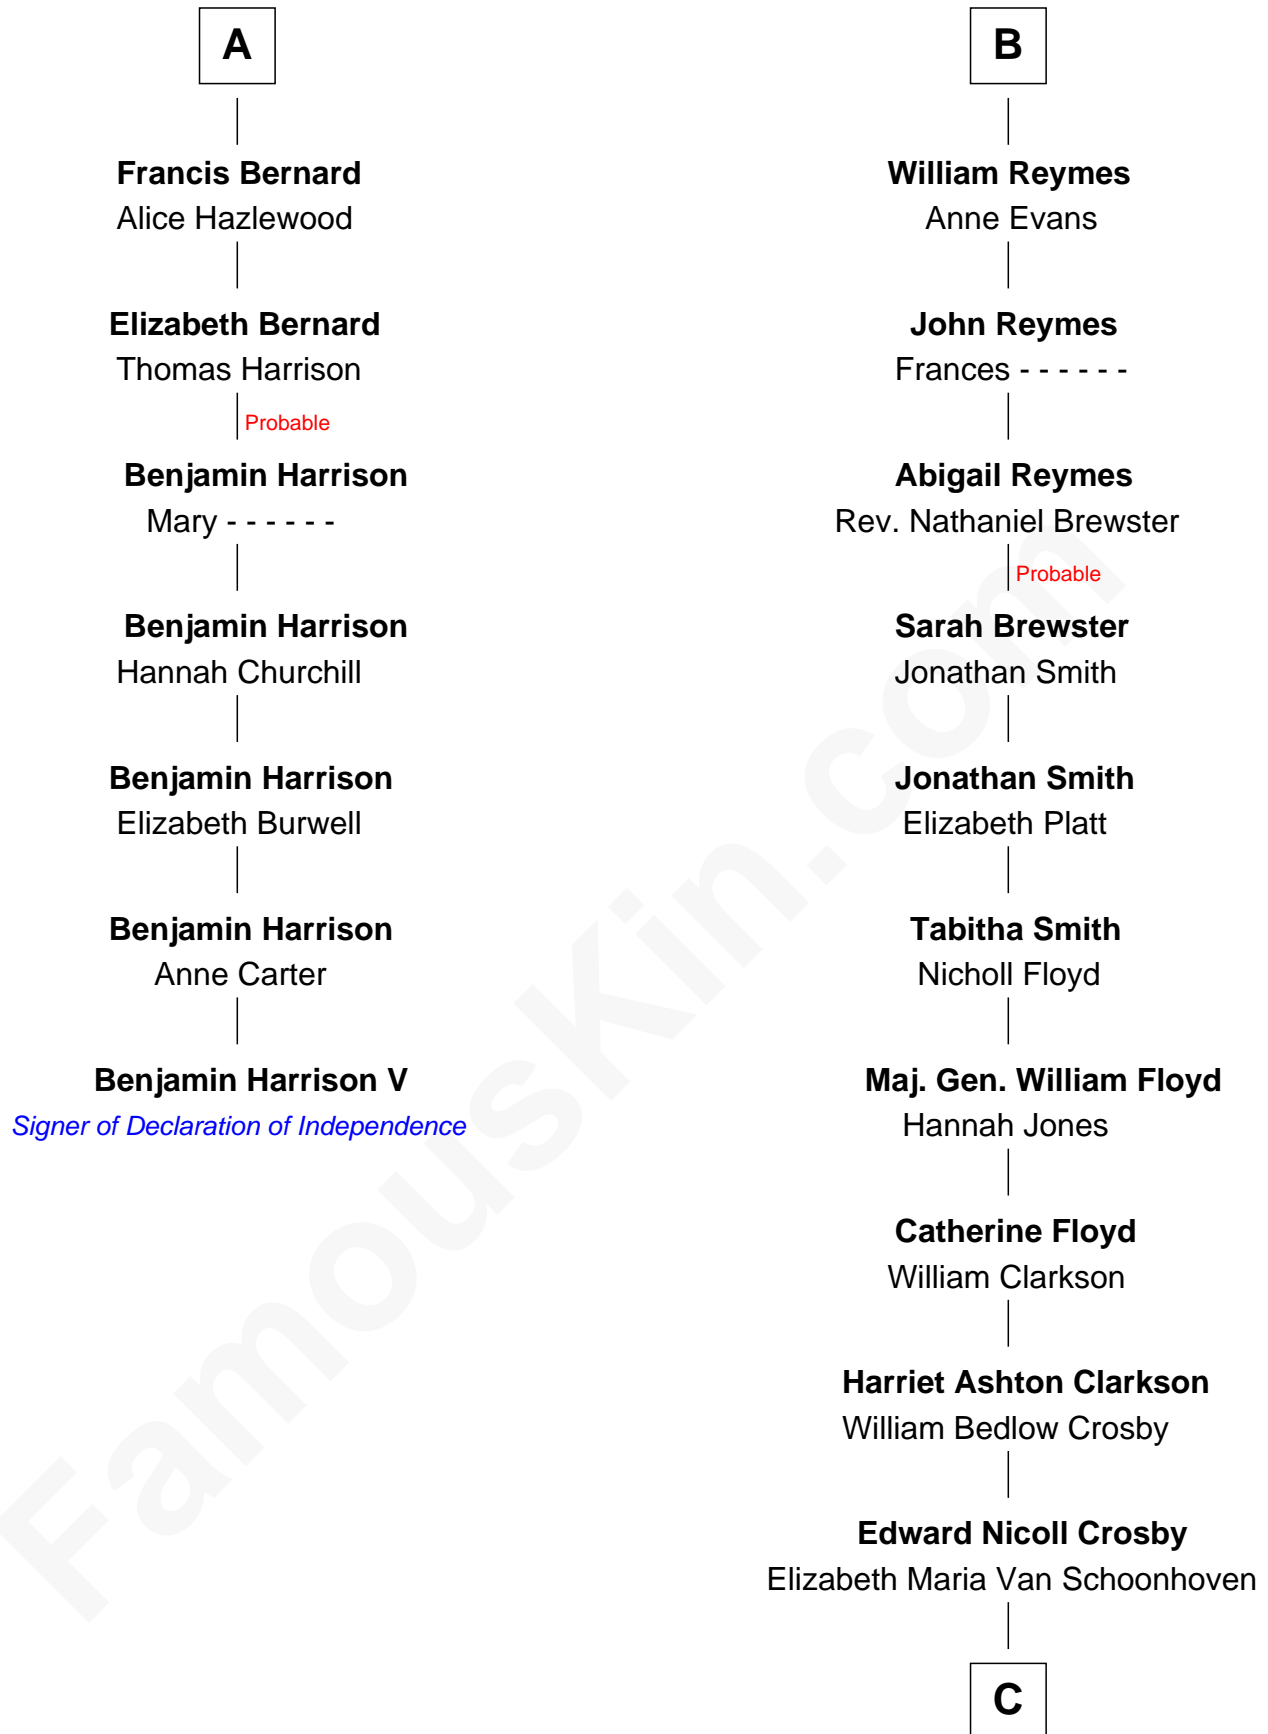 A
Francis Bernard
Alice Hazlewood
Elizabeth Bernard
Thomas Harrison
Probable
Benjamin Harrison
Mary - - - - - -
Benjamin Harrison
Hannah Churchill
Benjamin Harrison
Elizabeth Burwell
Benjamin Harrison
Anne Carter
Benjamin Harrison V
Signer of Declaration of Independence
B
William Reymes
Anne Evans
John Reymes
Frances - - - - - -
Abigail Reymes
Rev. Nathaniel Brewster
Probable
Sarah Brewster
Jonathan Smith
Jonathan Smith
Elizabeth Platt
Tabitha Smith
Nicholl Floyd
Maj. Gen. William Floyd
Hannah Jones
Catherine Floyd
William Clarkson
Harriet Ashton Clarkson
William Bedlow Crosby
Edward Nicoll Crosby
Elizabeth Maria Van Schoonhoven
C
FamousKin.com